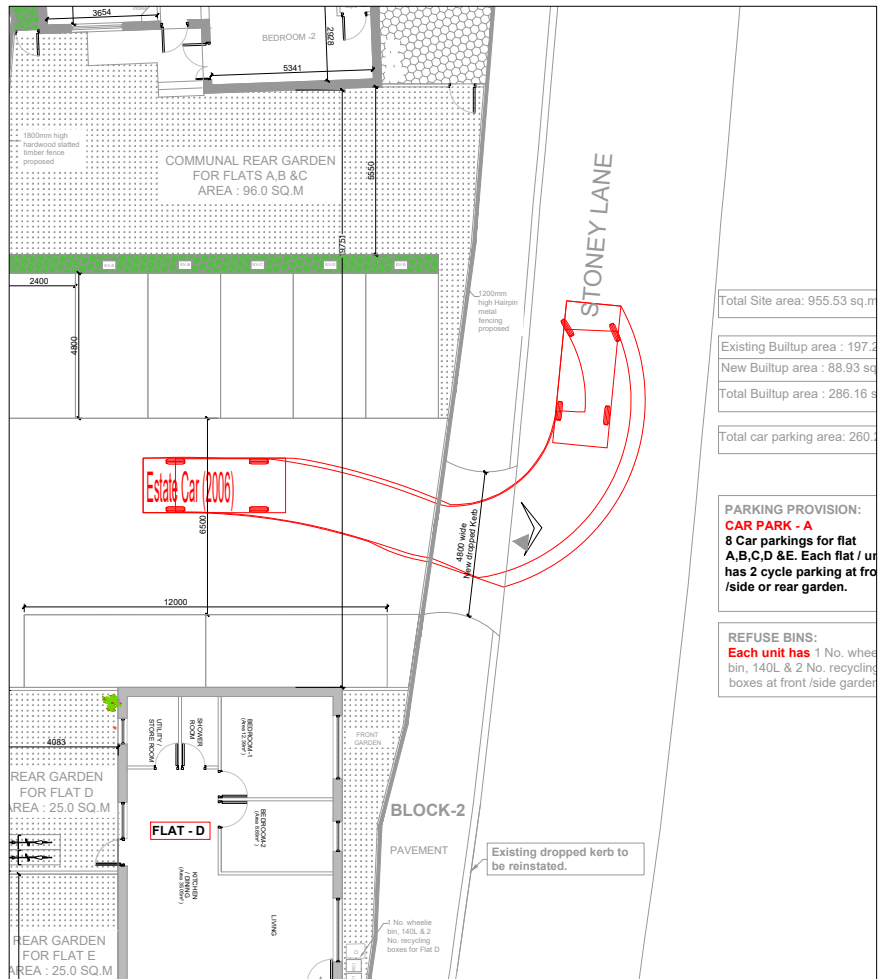 3654
BEDROOM -2
2928
5341
1800mm high
hardwood slatted
timber fence
proposed
COMMUNAL REAR GARDEN
FOR FLATS A,B &C
AREA : 96.0 SQ.M
5550
9751
STONEY LANE
2400
4800
1200mm
high Hairpin
metal
fencing
proposed
Total Site area: 955.53 sq.m
Existing Builtup area : 197.2
New Builtup area : 88.93 sq
Total Builtup area : 286.16 s
Total car parking area: 260.2
Estate Car (2006)
6500
4800 wide
New dropped Kerb
PARKING PROVISION:
CAR PARK - A
8 Car parkings for flat
A,B,C,D &E. Each flat / un
has 2 cycle parking at fro
/side or rear garden.
12000
REFUSE BINS:
Each unit has 1 No. whee
bin, 140L & 2 No. recycling
boxes at front /side garden
UTILITY /
STORE ROOM
SHOWER
ROOM
BEDROOM-1
FRONT
GARDEN
4083
REAR GARDEN
FOR FLAT D
AREA : 25.0 SQ.M
FLAT - D
BEDROOM-2
BLOCK-2
PAVEMENT
Existing dropped kerb to
be reinstated.
KITCHEN
/ DINING
LIVING
1 No. wheelie
bin, 140L & 2
No. recycling
boxes for Flat D
REAR GARDEN
FOR FLAT E
AREA : 25.0 SQ.M